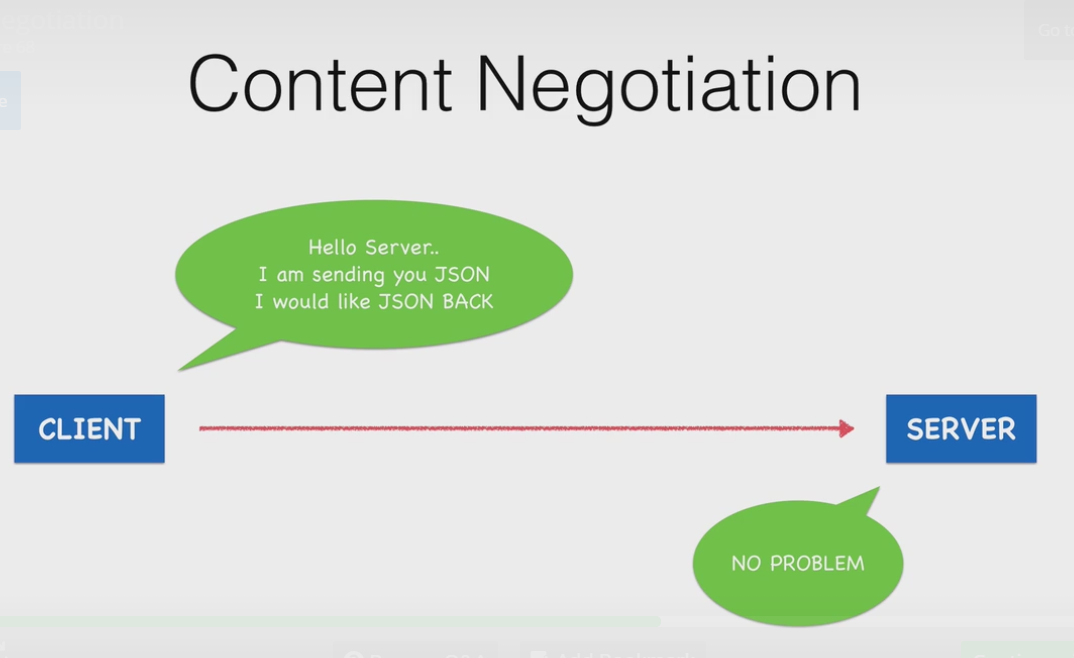 Content Negotiation
Hello Server..
I am sending you JSON
I would like JSON BACK
CLIENT
SERVER
NO PROBLEM